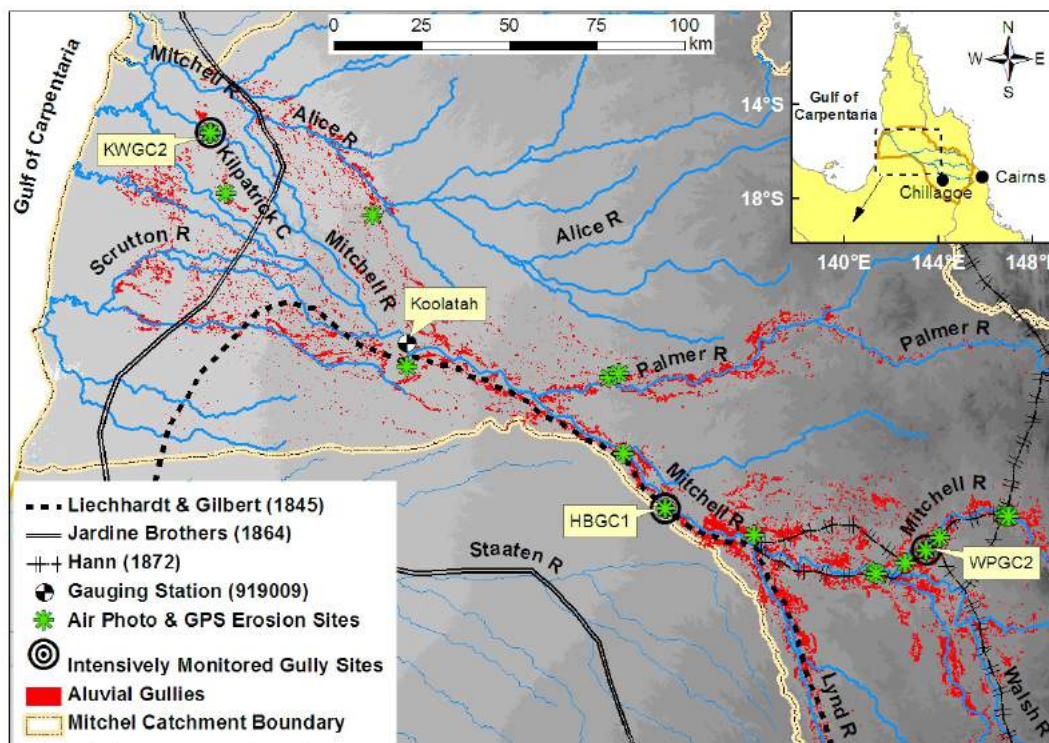 0 25 50 75 100
km
N
W E
S
Gulf of
Carpentaria
14°S
18°S
Cairns
Chillagoe
140°E 144°E 148°E
Gulf of Carpentaria
Mitchell R
Alice R
KWGC2
Kilpatrick C
Alice R
Scrutton R
Mitchell R
Koolatah
Palmer R
Palmer R
Mitchell R
Mitchell R
HBGC1
WPGC2
Staaten R
Lynd R
Walsh R
Liechhardt & Gilbert (1845)
Jardine Brothers (1864)
Hann (1872)
Gauging Station (919009)
Air Photo & GPS Erosion Sites
Intensively Monitored Gully Sites
Aluvial Gullies
Mitchel Catchment Boundary